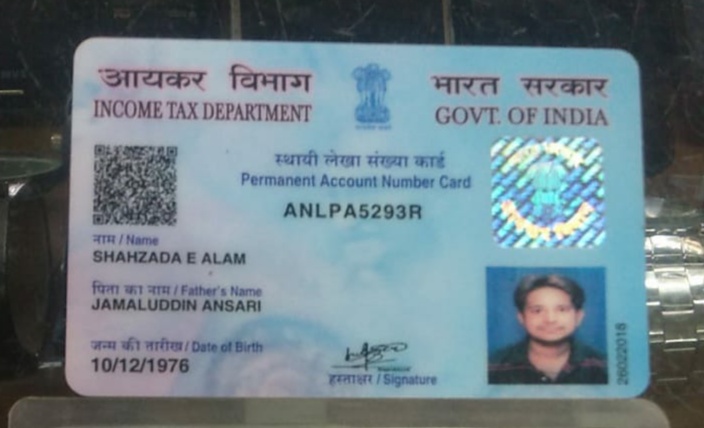 आयकर विभाग
INCOME TAX DEPARTMENT
भारत सरकार
GOVT. OF INDIA
स्थायी लेखा संख्या कार्ड
Permanent Account Number Card
ANLPA5293R
नाम / Name
SHAHZADA E ALAM
पिता का नाम / Father's Name
JAMALUDDIN ANSARI
जन्म की तारीख / Date of Birth
10/12/1976
हस्ताक्षर / Signature
26022018